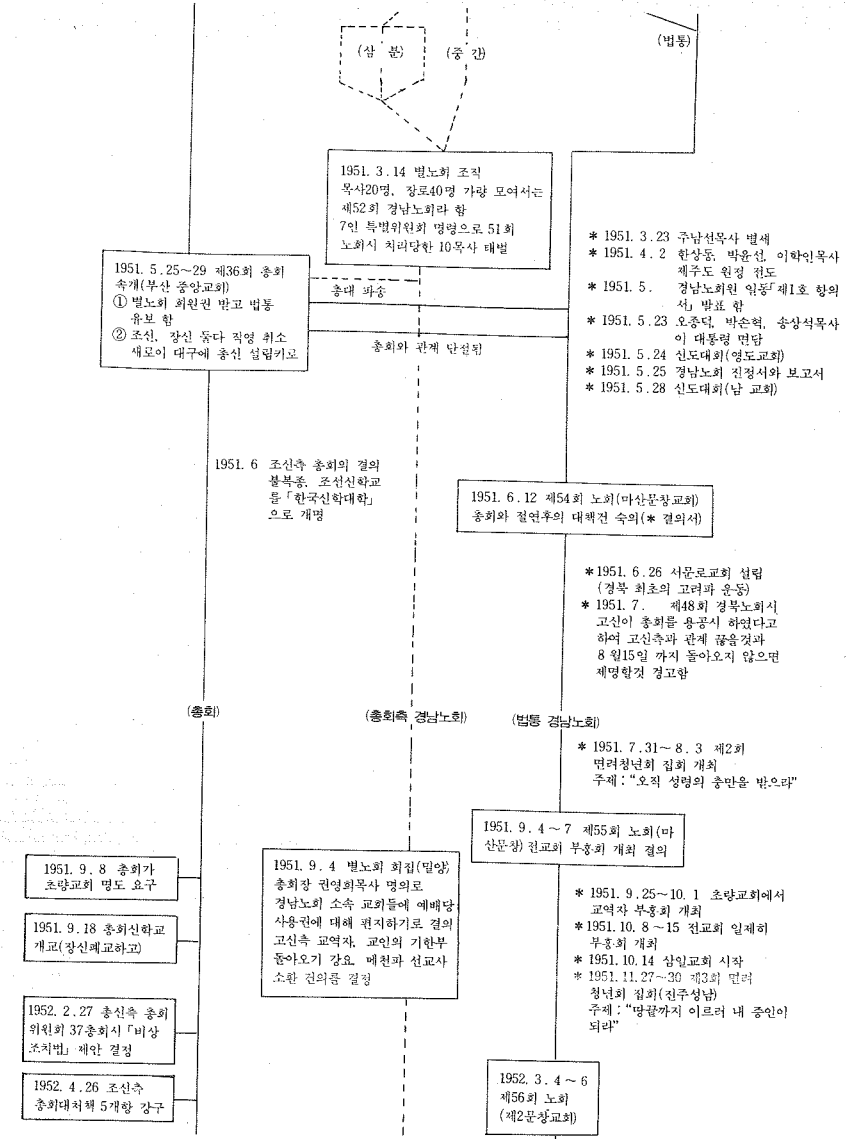 (삼 분)
(중 간)
(법통)
1951. 3. 14 별노회 조직
목사20명, 장로40명 가량 모여서는
제52회 경남노회라 함
7인 특별위원회 명령으로 51회
노회시 처리당한 10목사 태벌
1951. 5. 25~29 제36회 총회
속개(부산 중앙교회)
① 별노회 회원권 받고 법통
유보 함
② 조선, 장신 둘다 직영 취소
새로이 대구에 총신 설립키로
총대 파송
총회와 관계 단절됨
* 1951. 3. 23 주남선목사 별세
* 1951. 4. 2 한상동, 박윤선, 이학인목사
제주도 원정 전도
* 1951. 5. 경남노회원 일동「제1호 항의
서」발표 함
* 1951. 5. 23 오종덕, 박손혁, 송상석목사
이 대통령 면담
* 1951. 5. 24 신도대회(영도교회)
* 1951. 5. 25 경남노회 진정서와 보고서
* 1951. 5. 28 신도대회(남 교회)
1951. 6 조신측 총회의 결의
불복종, 조선신학교
를「한국신학대학」
으로 개명
1951. 6. 12 제54회 노회(마산문창교회)
총회와 절연후의 대책건 숙의(* 결의서)
* 1951. 6. 26 서문로교회 설립
(경북 최초의 고려파 운동)
* 1951. 7. 제48회 경북노회시
고신이 총회를 용공시 하였다고
하여 고신측과 관계 끊을것과
8월15일 까지 돌아오지 않으면
제명할것 경고함
(총회)
(총회측 경남노회)
(법통 경남노회)
* 1951. 7. 31~8. 3 제2회
면려청년회 집회 개최
주제 : “오직 성령의 충만을 받으라”
1951. 9. 4~7 제55회 노회(마
산문창) 전교회 부흥회 개최 결의
1951. 9. 8 총회가
초량교회 명도 요구
1951. 9. 18 총회신학교
개교(장신폐교하고)
1951. 9. 4 별노회 회집(밀양)
총회장 권영희목사 명의로
경남노회 소속 교회들에 예배당
사용권에 대해 편지하기로 결의
고신측 교역자, 교인의 기한부
돌아오기 강요, 메천파 선교사
소환 건의를 결정
* 1951. 9. 25~10. 1 초량교회에서
교역자 부흥회 개최
*1951. 10. 8~15 전교회 일제히
부흥회 개최
* 1951. 10. 14 삼일교회 시작
* 1951. 11. 27~30 제3회 면려
청년회 집회(진주성남)
주제 : “땅끝까지 이르러 내 증인이
되라”
1952. 2. 27 총신측 총회
위원회 37총회시「비상
조치법」제안 결정
1952. 4. 26 조신측
총회대처책 5개항 강구
1952. 3. 4~6
제56회 노회
(제2문창교회)